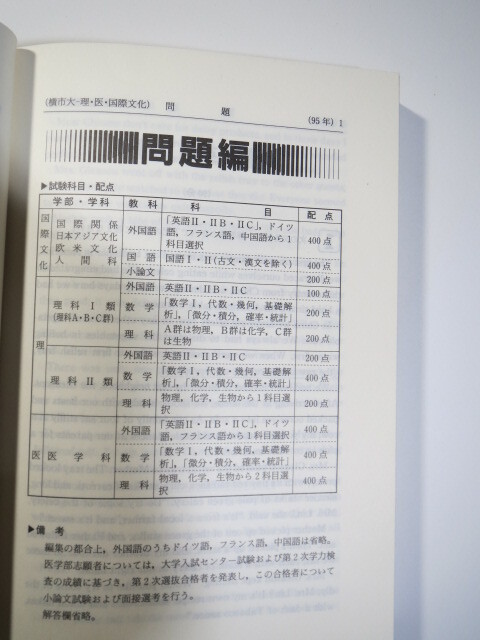 (横市大-理・医・国際文化) 問 題 (95年) 1
問題編
▶試験科目・配点
学部・学科 教科 科目 配点
国際文化
国際関係
日本アジア文化
欧米文化
人間科
外国語
「英語Ⅱ・ⅡB・ⅡC」,ドイツ
語,フランス語,中国語から1
科目選択
400点
国語 国語Ⅰ・Ⅱ(古文・漢文を除く) 400点
小論文 200点
理
理科Ⅰ類
(理科A・B・C群)
外国語 英語Ⅱ・ⅡB・ⅡC 100点
数学
「数学Ⅰ,代数・幾何,基礎解
析」,「微分・積分,確率・統計」
200点
理科
A群は物理,B群は化学,C群
は生物
200点
理科Ⅱ類
外国語 英語Ⅱ・ⅡB・ⅡC 200点
数学
「数学Ⅰ,代数・幾何,基礎解
析」,「微分・積分,確率・統計」
400点
理科
物理,化学,生物から1科目選
択
200点
医 医学科
外国語
「英語Ⅱ・ⅡB・ⅡC」,ドイツ
語,フランス語から1科目選択
400点
数学
「数学Ⅰ,代数・幾何,基礎解
析」,「微分・積分,確率・統計」
400点
理科
物理,化学,生物から2科目選
択
400点
▶備 考
編集の都合上,外国語のうちドイツ語,フランス語,中国語は省略。
医学部志願者については,大学入試センター試験および第2次学力検
査の成績に基づき,第2次選抜合格者を発表し,この合格者について
小論文試験および面接選考を行う。
解答欄省略。